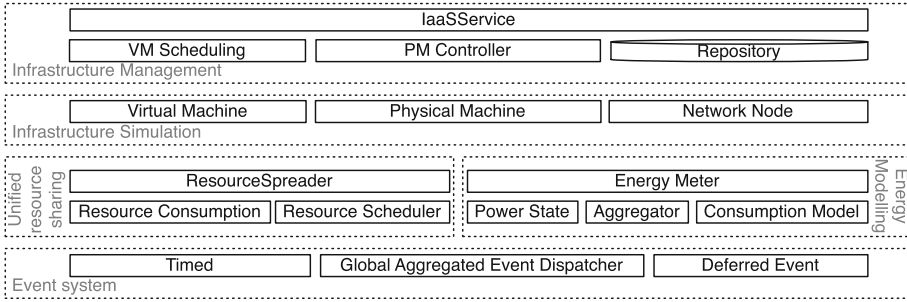 IaaSService
VM Scheduling
PM Controller
Repository
Infrastructure Management
Virtual Machine
Physical Machine
Network Node
Infrastructure Simulation
Unified
resource
sharing
ResourceSpreader
Resource Consumption
Resource Scheduler
Energy Meter
Power State
Aggregator
Consumption Model
Energy
Modelling
Timed
Global Aggregated Event Dispatcher
Deferred Event
Event system